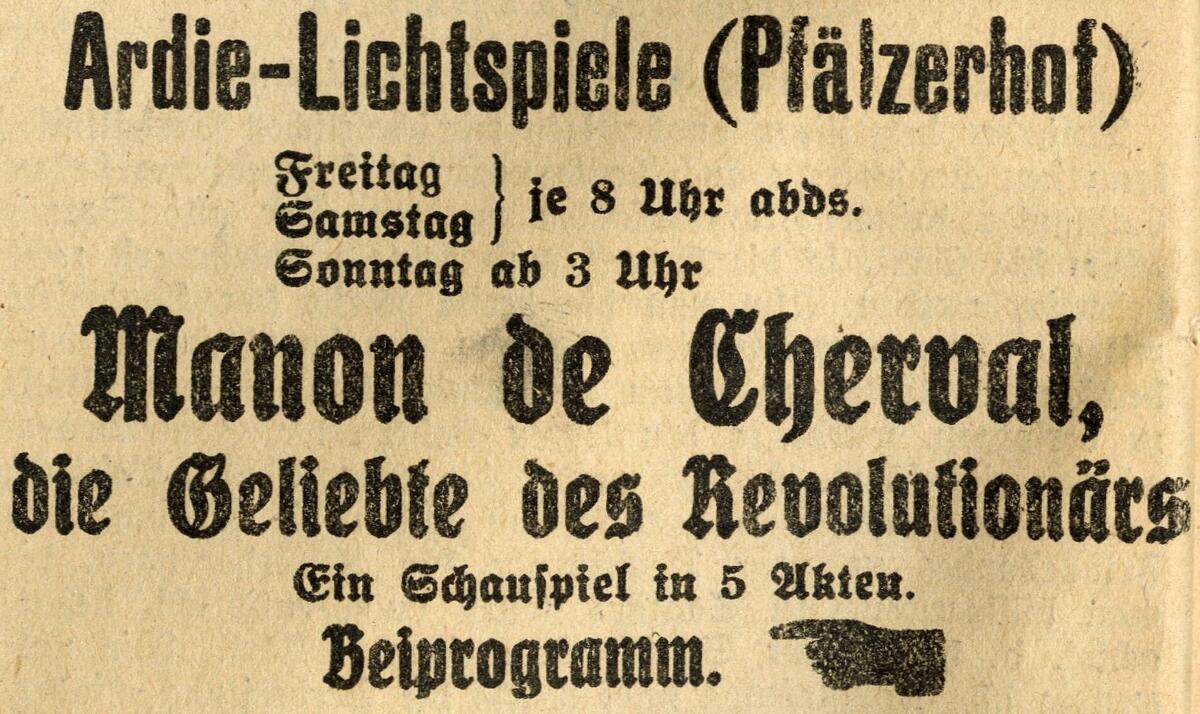 Ardie-Lichtspiele (Pfälzerhof)
Freitag
Samstag } je 8 Uhr abds.
Sonntag ab 3 Uhr
Manon de Cherval,
die Geliebte des Revolutionärs
Ein Schauspiel in 5 Akten.
Beiprogramm.